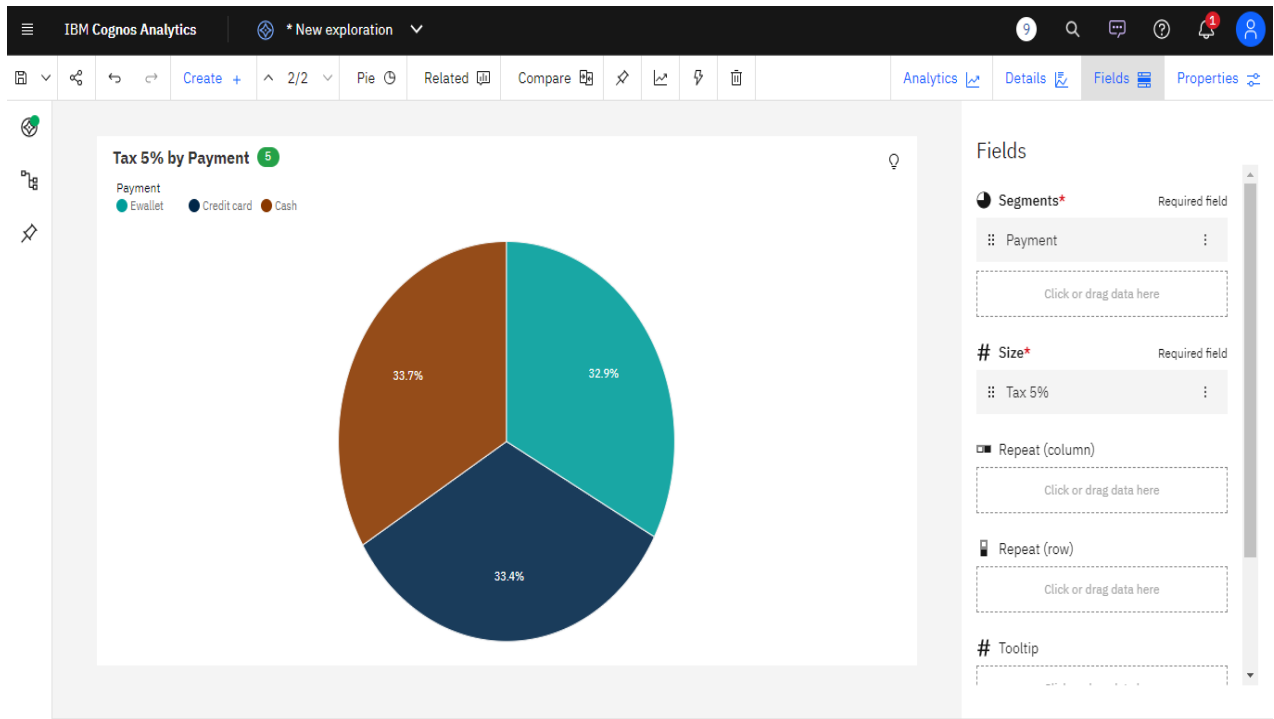 IBM Cognos Analytics
* New exploration
9
1
Create +
2/2
Pie
Related
Compare
Analytics
Details
Fields
Properties
Tax 5% by Payment 5
Payment
Ewallet Credit card Cash
33.7%
32.9%
33.4%
Fields
Segments* Required field
Payment
Click or drag data here
Size* Required field
Tax 5%
Repeat (column)
Click or drag data here
Repeat (row)
Click or drag data here
# Tooltip